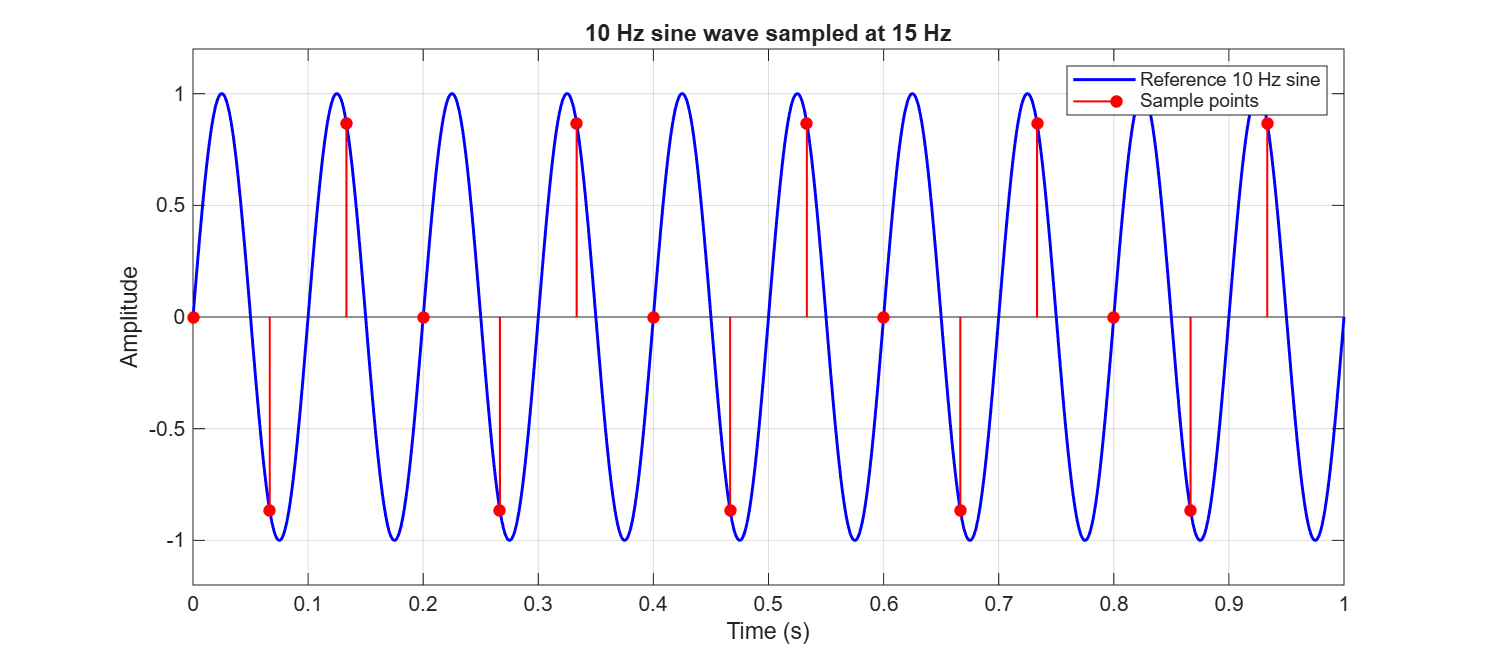 10 Hz sine wave sampled at 15 Hz
Reference 10 Hz sine
Sample points
Amplitude
1
0.5
0
-0.5
-1
0 0.1 0.2 0.3 0.4 0.5 0.6 0.7 0.8 0.9 1
Time (s)